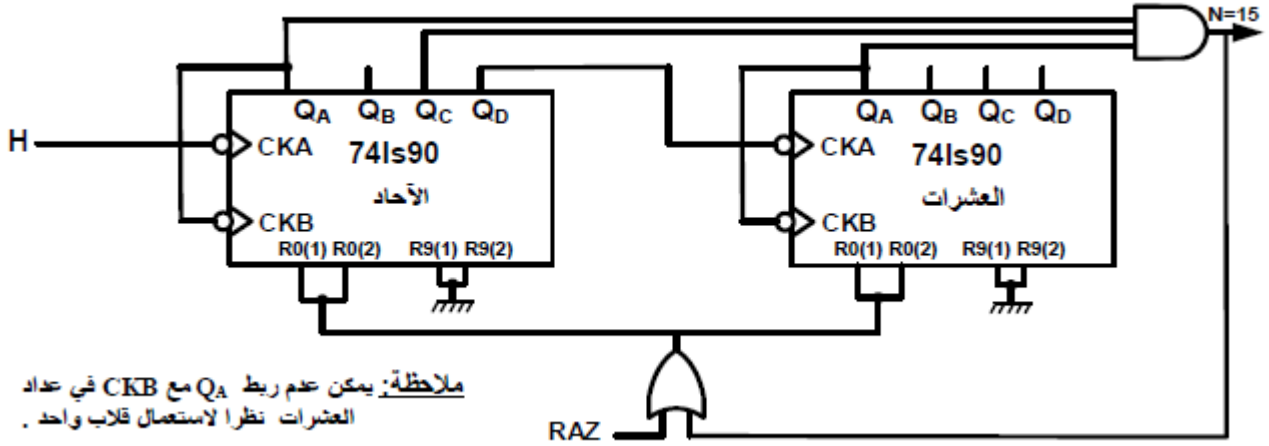 N=15
QA QB QC QD
QA QB QC QD
H
CKA
74ls90
CKA
74ls90
الآحاد
العشرات
CKB
CKB
R0(1) R0(2) R9(1) R9(2)
R0(1) R0(2) R9(1) R9(2)
ملاحظة: يمكن عدم ربط QA مع CKB في عداد
العشرات نظرا لاستعمال قلاب واحد .
RAZ